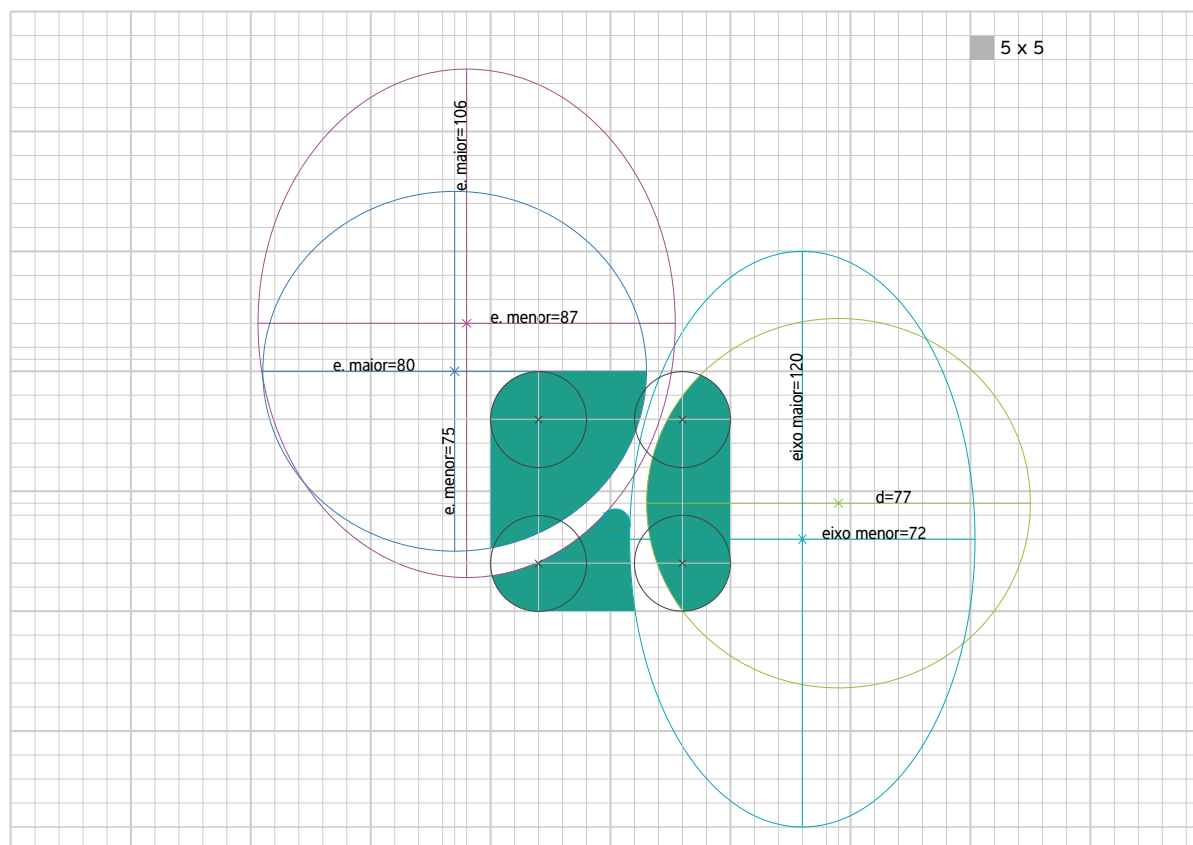 5 x 5
e. maior=106
e. menor=87
e. maior=80
eixo maior=120
e. menor=75
d=77
eixo menor=72